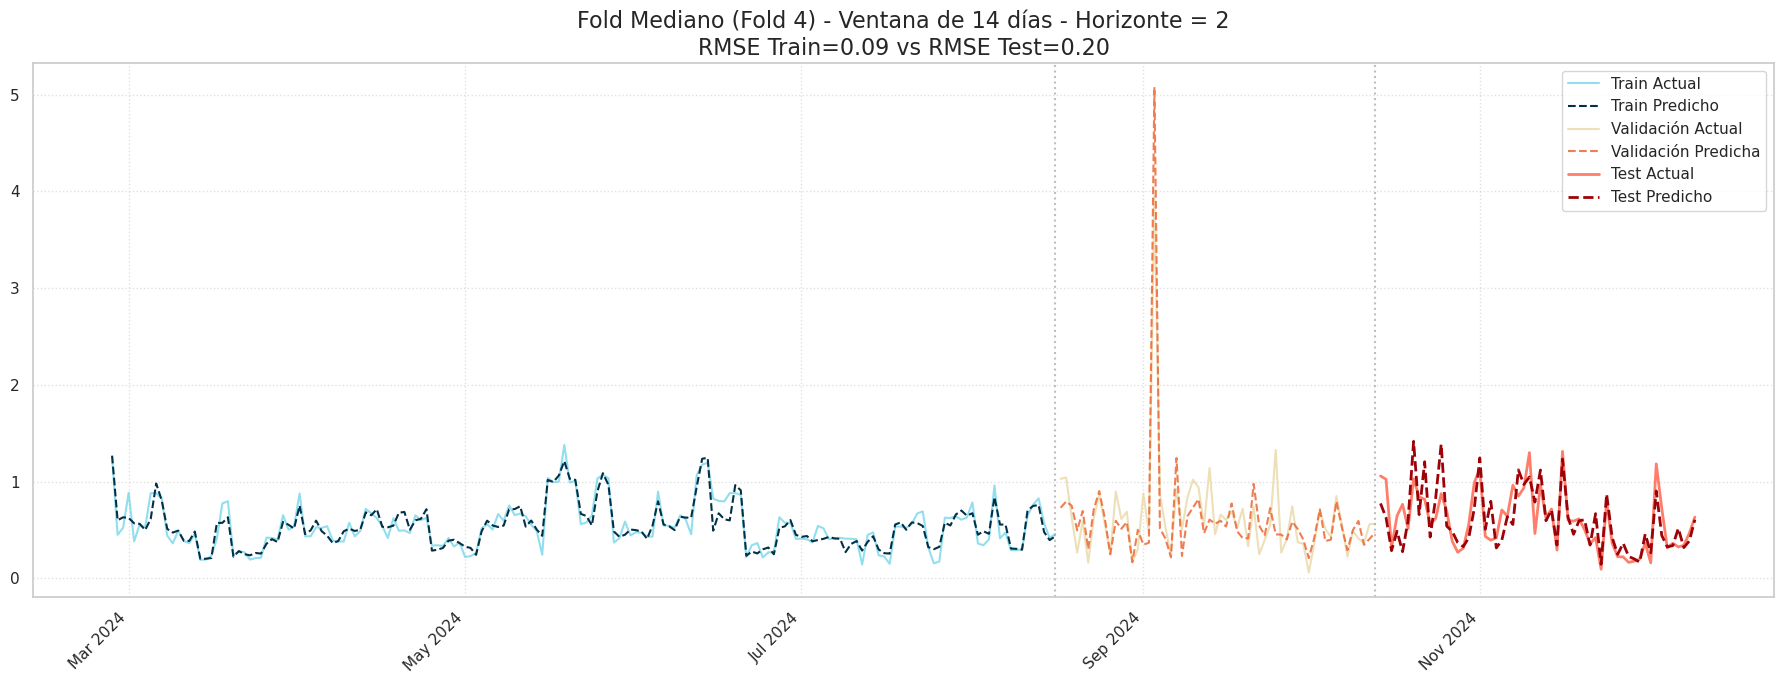 Fold Mediano (Fold 4) - Ventana de 14 días - Horizonte = 2
RMSE Train=0.09 vs RMSE Test=0.20
Train Actual
Train Predicho
Validación Actual
Validación Predicha
Test Actual
Test Predicho
5
4
3
2
1
0
Mar 2024
May 2024
Jul 2024
Sep 2024
Nov 2024